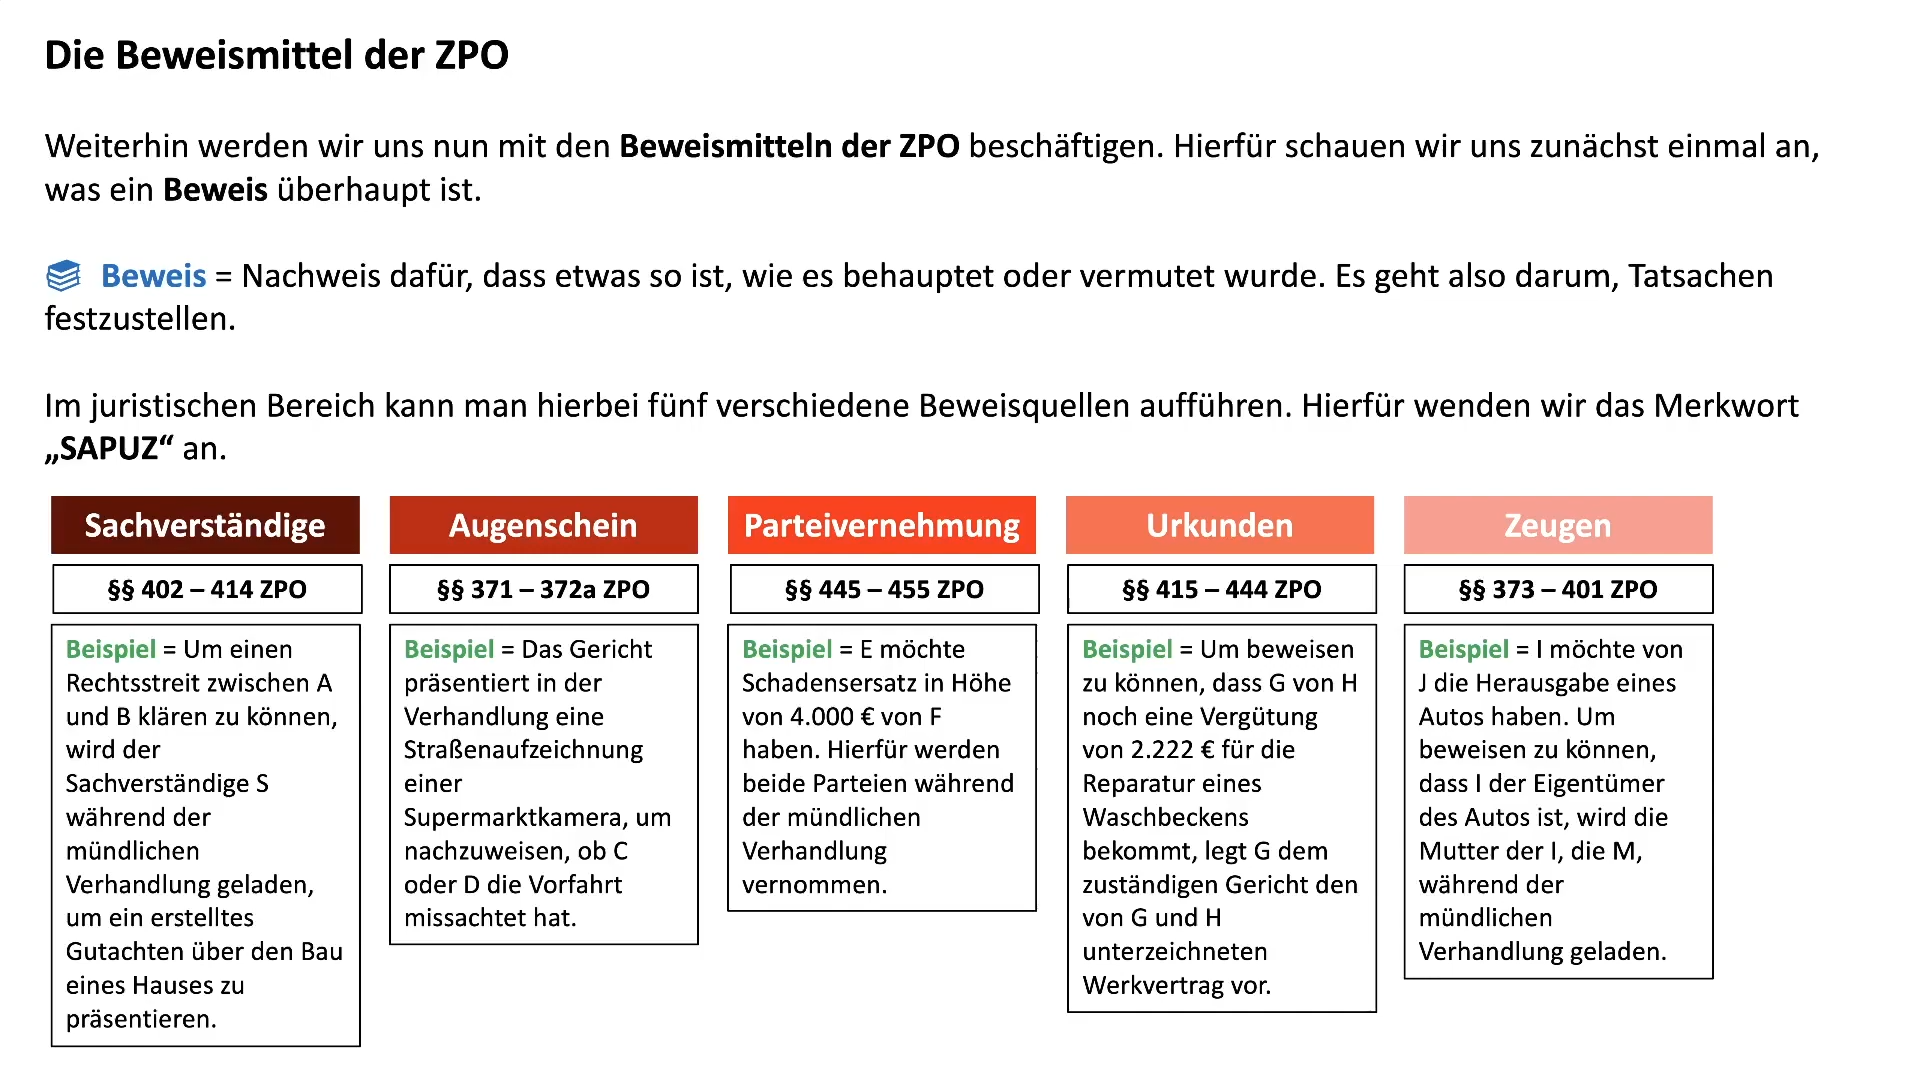 Die Beweismittel der ZPO
Weiterhin werden wir uns nun mit den Beweismitteln der ZPO beschäftigen. Hierfür schauen wir uns zunächst einmal an,
was ein Beweis überhaupt ist.
Beweis = Nachweis dafür, dass etwas so ist, wie es behauptet oder vermutet wurde. Es geht also darum, Tatsachen
festzustellen.
Im juristischen Bereich kann man hierbei fünf verschiedene Beweisquellen aufführen. Hierfür wenden wir das Merkwort
„SAPUZ“ an.
Sachverständige
§§ 402 – 414 ZPO
Beispiel = Um einen
Rechtsstreit zwischen A
und B klären zu können,
wird der
Sachverständige S
während der
mündlichen
Verhandlung geladen,
um ein erstelltes
Gutachten über den Bau
eines Hauses zu
präsentieren.
Augenschein
§§ 371 – 372a ZPO
Beispiel = Das Gericht
präsentiert in der
Verhandlung eine
Straßenaufzeichnung
einer
Supermarktkamera, um
nachzuweisen, ob C
oder D die Vorfahrt
missachtet hat.
Parteivernehmung
§§ 445 – 455 ZPO
Beispiel = E möchte
Schadensersatz in Höhe
von 4.000 € von F
haben. Hierfür werden
beide Parteien während
der mündlichen
Verhandlung
vernommen.
Urkunden
§§ 415 – 444 ZPO
Beispiel = Um beweisen
zu können, dass G von H
noch eine Vergütung
von 2.222 € für die
Reparatur eines
Waschbeckens
bekommt, legt G dem
zuständigen Gericht den
von G und H
unterzeichneten
Werkvertrag vor.
Zeugen
§§ 373 – 401 ZPO
Beispiel = I möchte von
J die Herausgabe eines
Autos haben. Um
beweisen zu können,
dass I der Eigentümer
des Autos ist, wird die
Mutter der I, die M,
während der
mündlichen
Verhandlung geladen.